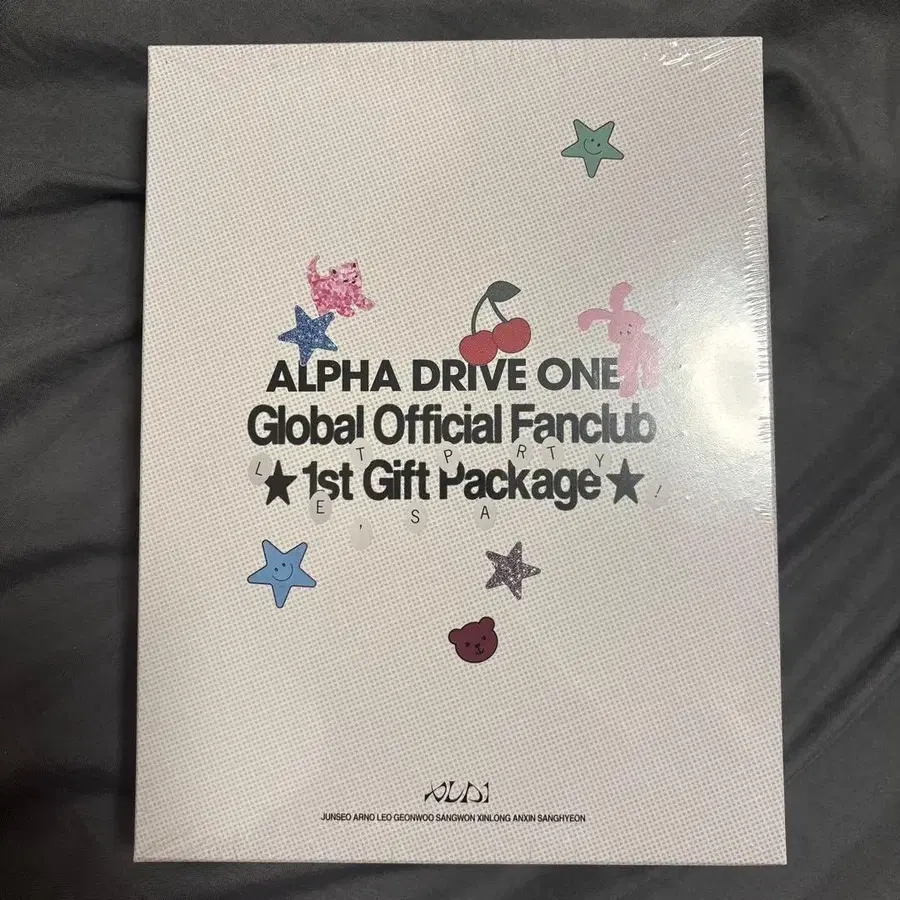 ALPHA DRIVE ONE
Global Official Fanclub
LET'S PARTY!
★ 1st Gift Package ★
ALD1
JUNSEO ARNO LEO GEONWOO SANGWON XINLONG ANXIN SANGHYEON